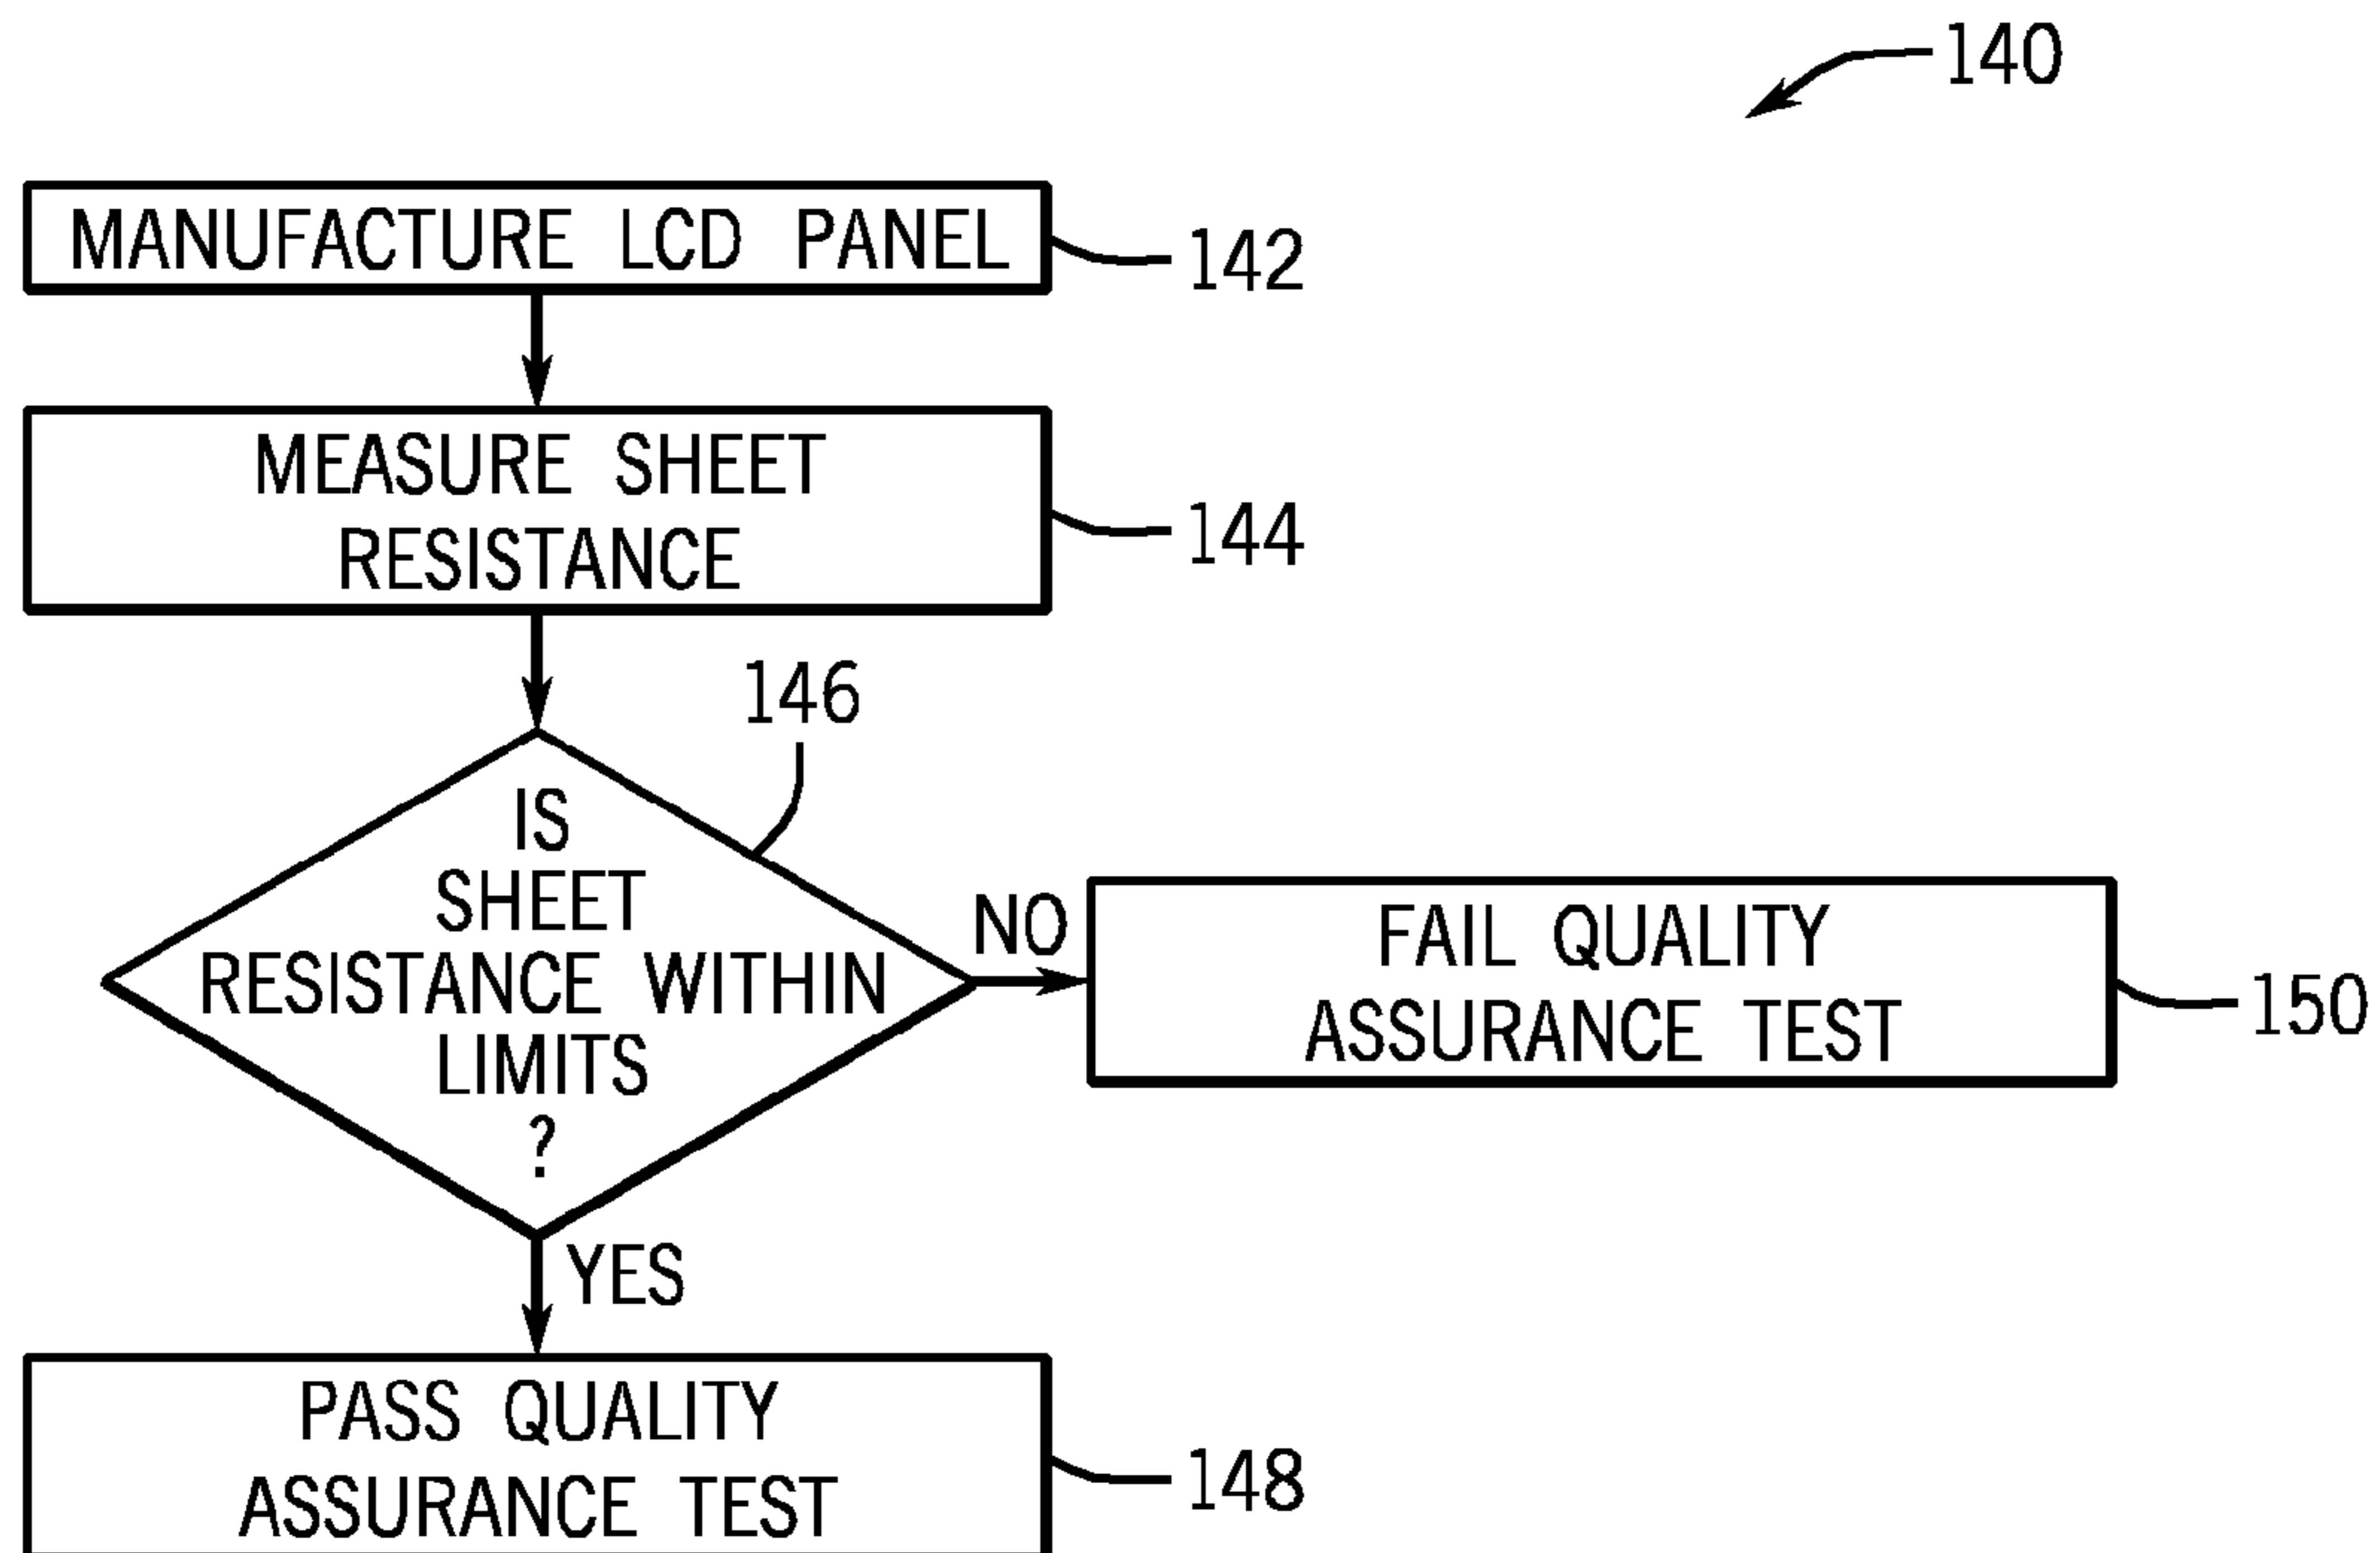 140
MANUFACTURE LCD PANEL
142
MEASURE SHEET
RESISTANCE
144
146
IS
SHEET
RESISTANCE WITHIN
LIMITS
?
NO
FAIL QUALITY
ASSURANCE TEST
150
YES
PASS QUALITY
ASSURANCE TEST
148